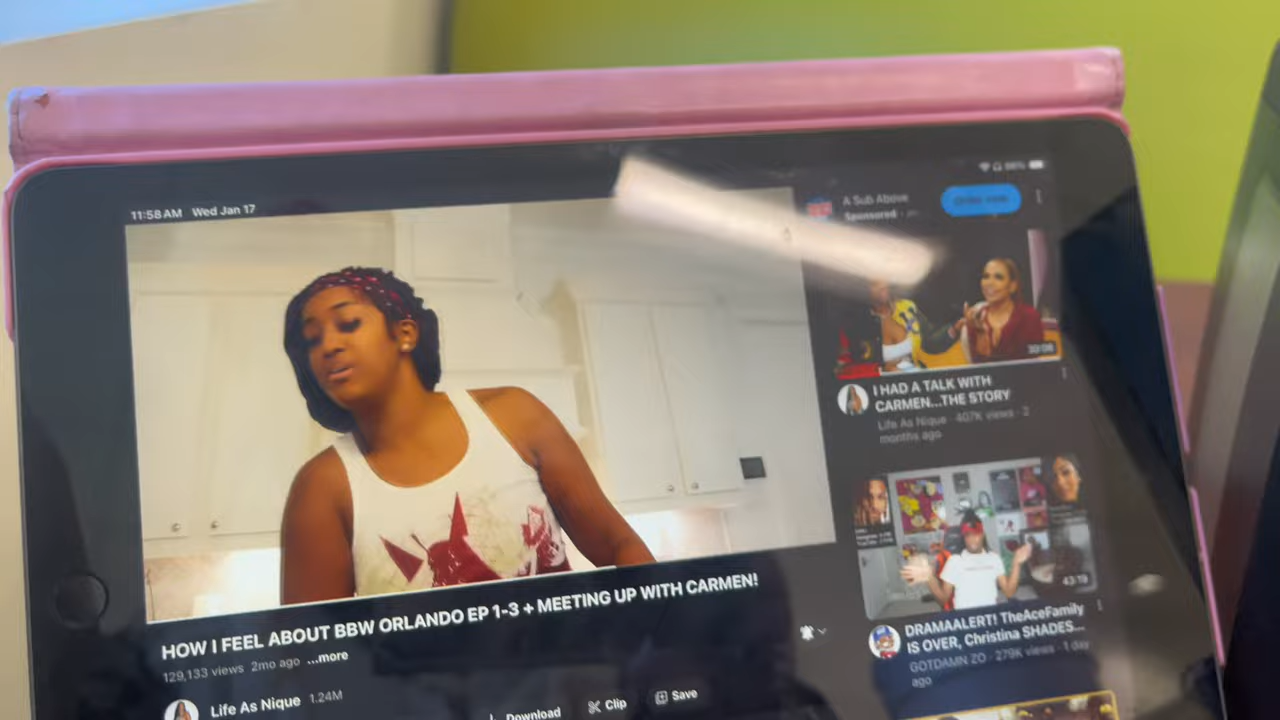 11:58 AM Wed Jan 17
A Sub Above
Sponsored
I HAD A TALK WITH
CARMEN...THE STORY
Life As Nique 407K views · 2
months ago
43:19
DRAMAALERT! TheAceFamily
IS OVER, Christina SHADES...
GOTDAMN ZO · 279K views · 1 day
ago
HOW I FEEL ABOUT BBW ORLANDO EP 1-3 + MEETING UP WITH CARMEN!
129,133 views 2mo ago ...more
Life As Nique 1.24M
Download
Clip
Save